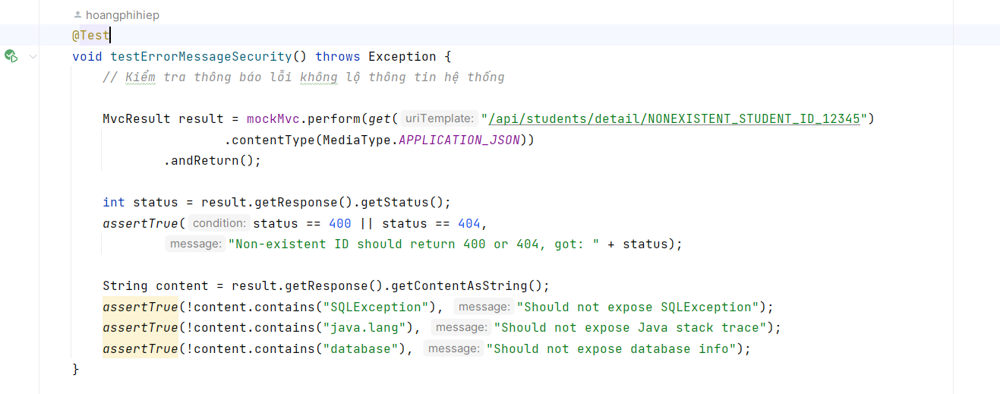 hoangphihiep
@Test
void testErrorMessageSecurity() throws Exception {
// Kiểm tra thông báo lỗi không lộ thông tin hệ thống
MvcResult result = mockMvc.perform(get( uriTemplate: "/api/students/detail/NONEXISTENT_STUDENT_ID_12345")
.contentType(MediaType.APPLICATION_JSON))
.andReturn();
int status = result.getResponse().getStatus();
assertTrue( condition: status == 400 || status == 404,
message: "Non-existent ID should return 400 or 404, got: " + status);
String content = result.getResponse().getContentAsString();
assertTrue(!content.contains("SQLException"), message: "Should not expose SQLException");
assertTrue(!content.contains("java.lang"), message: "Should not expose Java stack trace");
assertTrue(!content.contains("database"), message: "Should not expose database info");
}